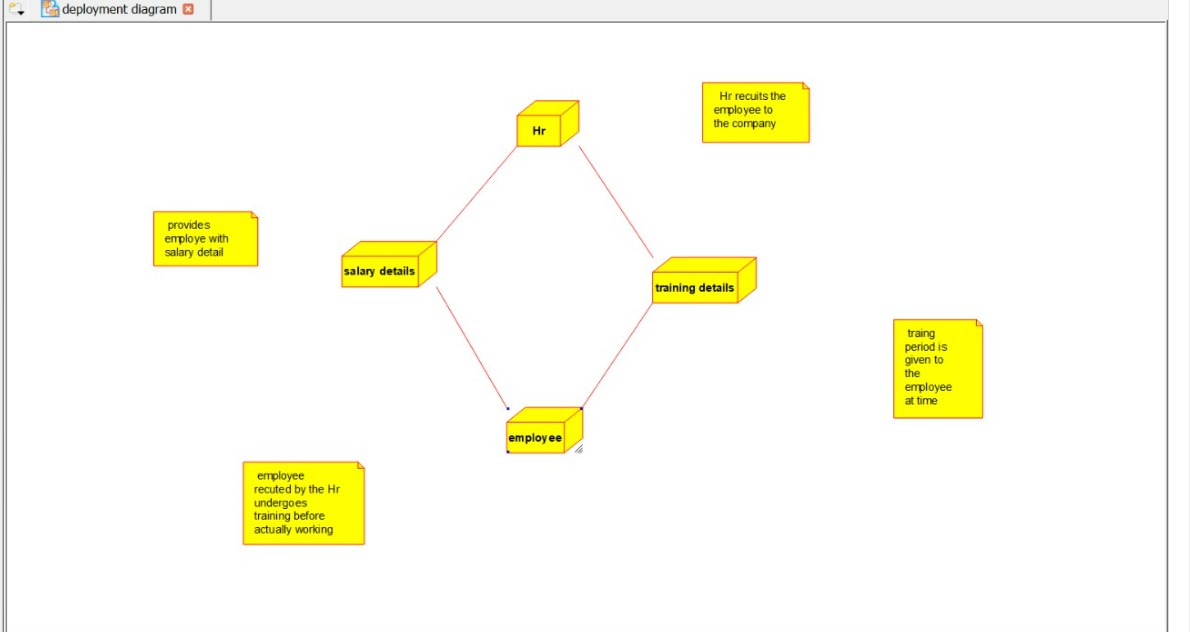 deployment diagram
Hr recuits the
employee to
the company
Hr
provides
employe with
salary detail
salary details
training details
traing
period is
given to
the
employee
at time
employee
employee
recuted by the Hr
undergoes
training before
actually working